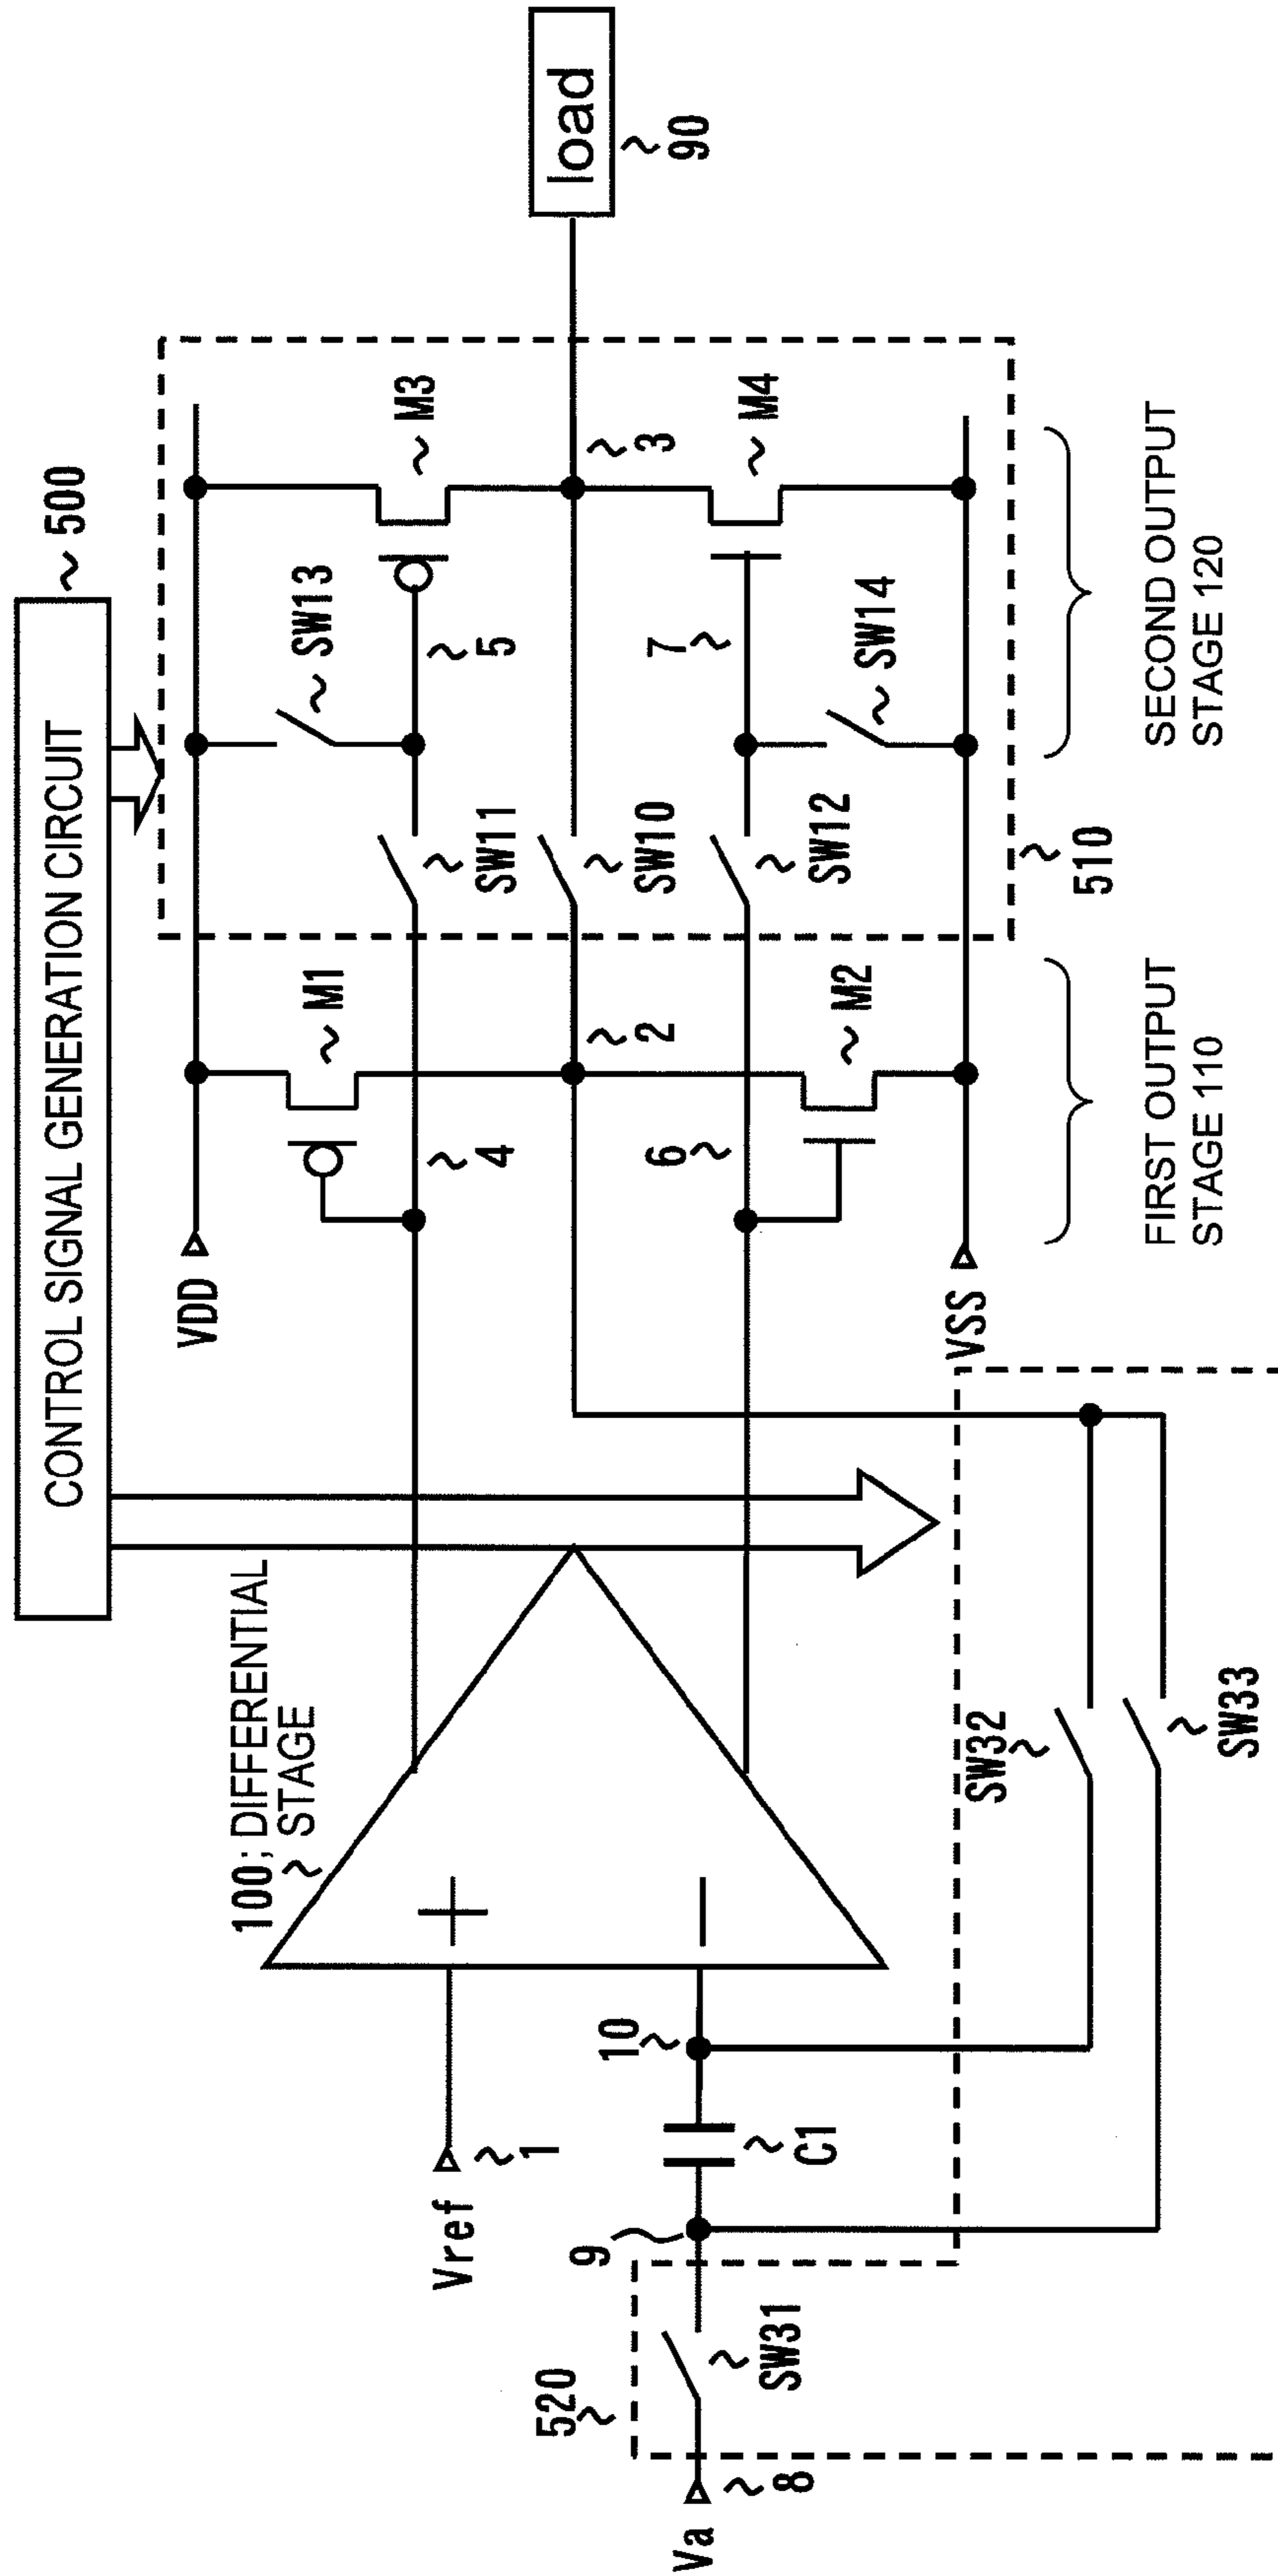 CONTROL SIGNAL GENERATION CIRCUIT
500
100; DIFFERENTIAL
STAGE
VDD
M1
SW13
M3
4
SW11
5
load
90
2
SW10
3
6
7
SW12
M2
SW14
M4
VSS
510
FIRST OUTPUT
STAGE 110
SECOND OUTPUT
STAGE 120
+
−
Vref
1
10
C1
9
520
SW31
Va
8
SW32
SW33